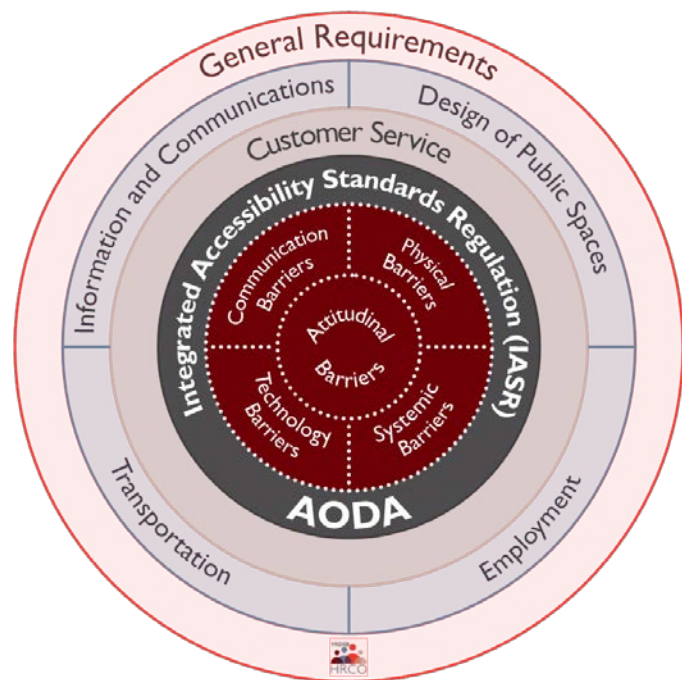 General Requirements
Information and Communications
Design of Public Spaces
Customer Service
Integrated Accessibility Standards Regulation (IASR)
Communication
Barriers
Physical
Barriers
Attitudinal
Barriers
Technology
Barriers
Systemic
Barriers
AODA
Transportation
Employment
HRCO